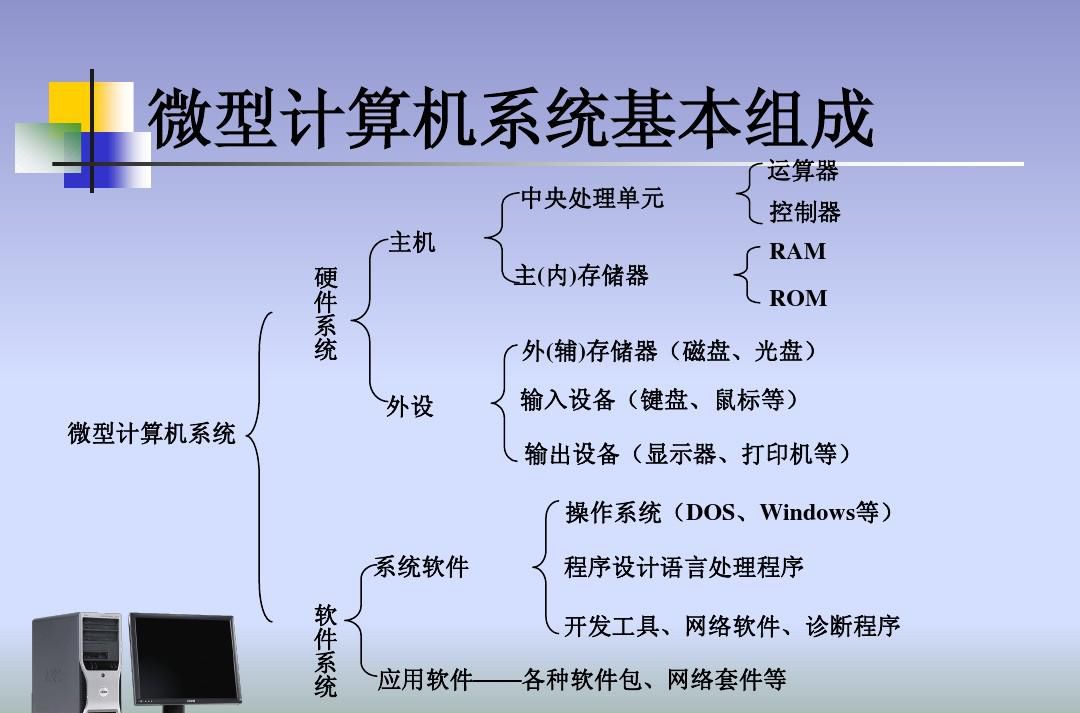 微型计算机系统基本组成
运算器
中央处理单元
控制器
主机
RAM
主(内)存储器
ROM
硬件系统
外(辅)存储器（磁盘、光盘）
输入设备（键盘、鼠标等）
外设
微型计算机系统
输出设备（显示器、打印机等）
操作系统（DOS、Windows等）
系统软件
程序设计语言处理程序
软件系统
开发工具、网络软件、诊断程序
应用软件——各种软件包、网络套件等